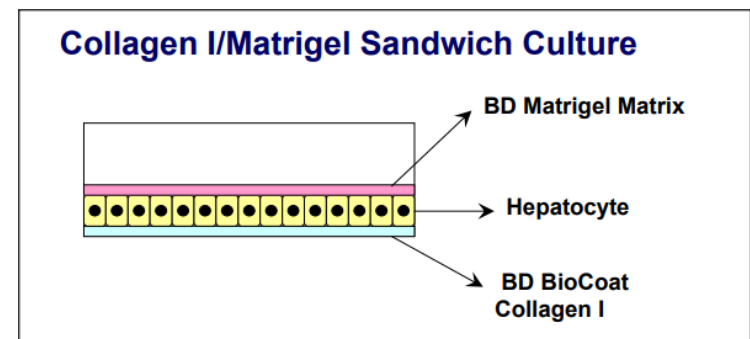 Collagen I/Matrigel Sandwich Culture
BD Matrigel Matrix
Hepatocyte
BD BioCoat
Collagen I